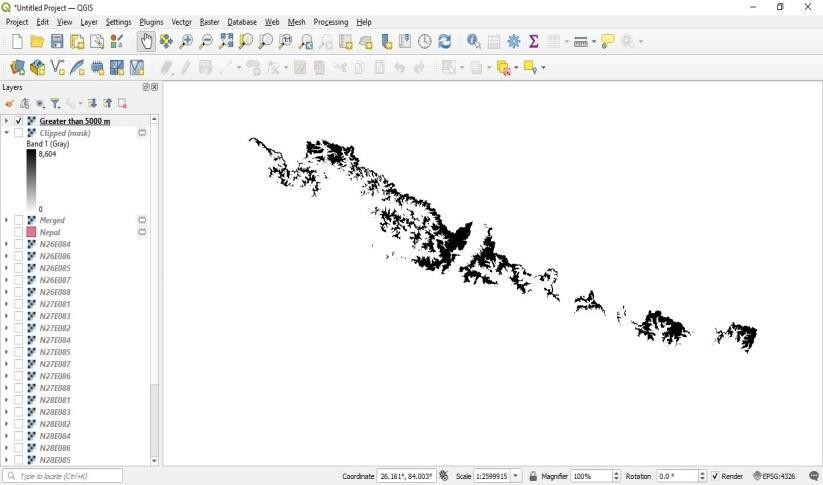 *Untitled Project — QGIS
Project Edit View Layer Settings Plugins Vector Raster Database Web Mesh Processing Help
Layers
Greater than 5000 m
Clipped (mask)
Band 1 (Gray)
8,604
0
Merged
Nepal
N26E084
N26E086
N26E085
N26E087
N26E088
N27E081
N27E083
N27E082
N27E084
N27E085
N27E087
N27E086
N27E088
N28E081
N28E083
N28E082
N28E084
N28E086
N28E085
Type to locate (Ctrl+K) Coordinate 26.161°, 84.003° Scale 1:2599915 Magnifier 100% Rotation 0.0 ° Render EPSG:4326